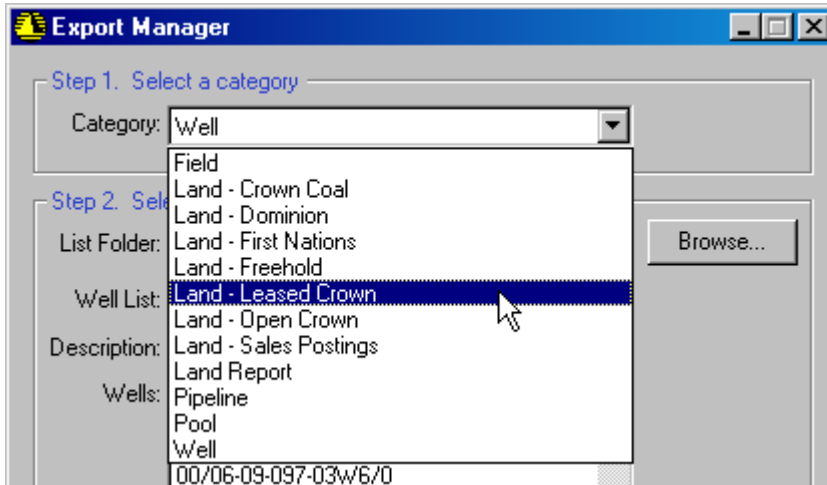 Export Manager
Step 1. Select a category
Category: Well
Field
Land - Crown Coal
Step 2.
Land - Dominion
List Folder: Land - First Nations Browse...
Land - Freehold
Well List: Land - Leased Crown
Land - Open Crown
Description: Land - Sales Postings
Land Report
Wells: Pipeline
Pool
Well
00/06-09-097-03W6/0